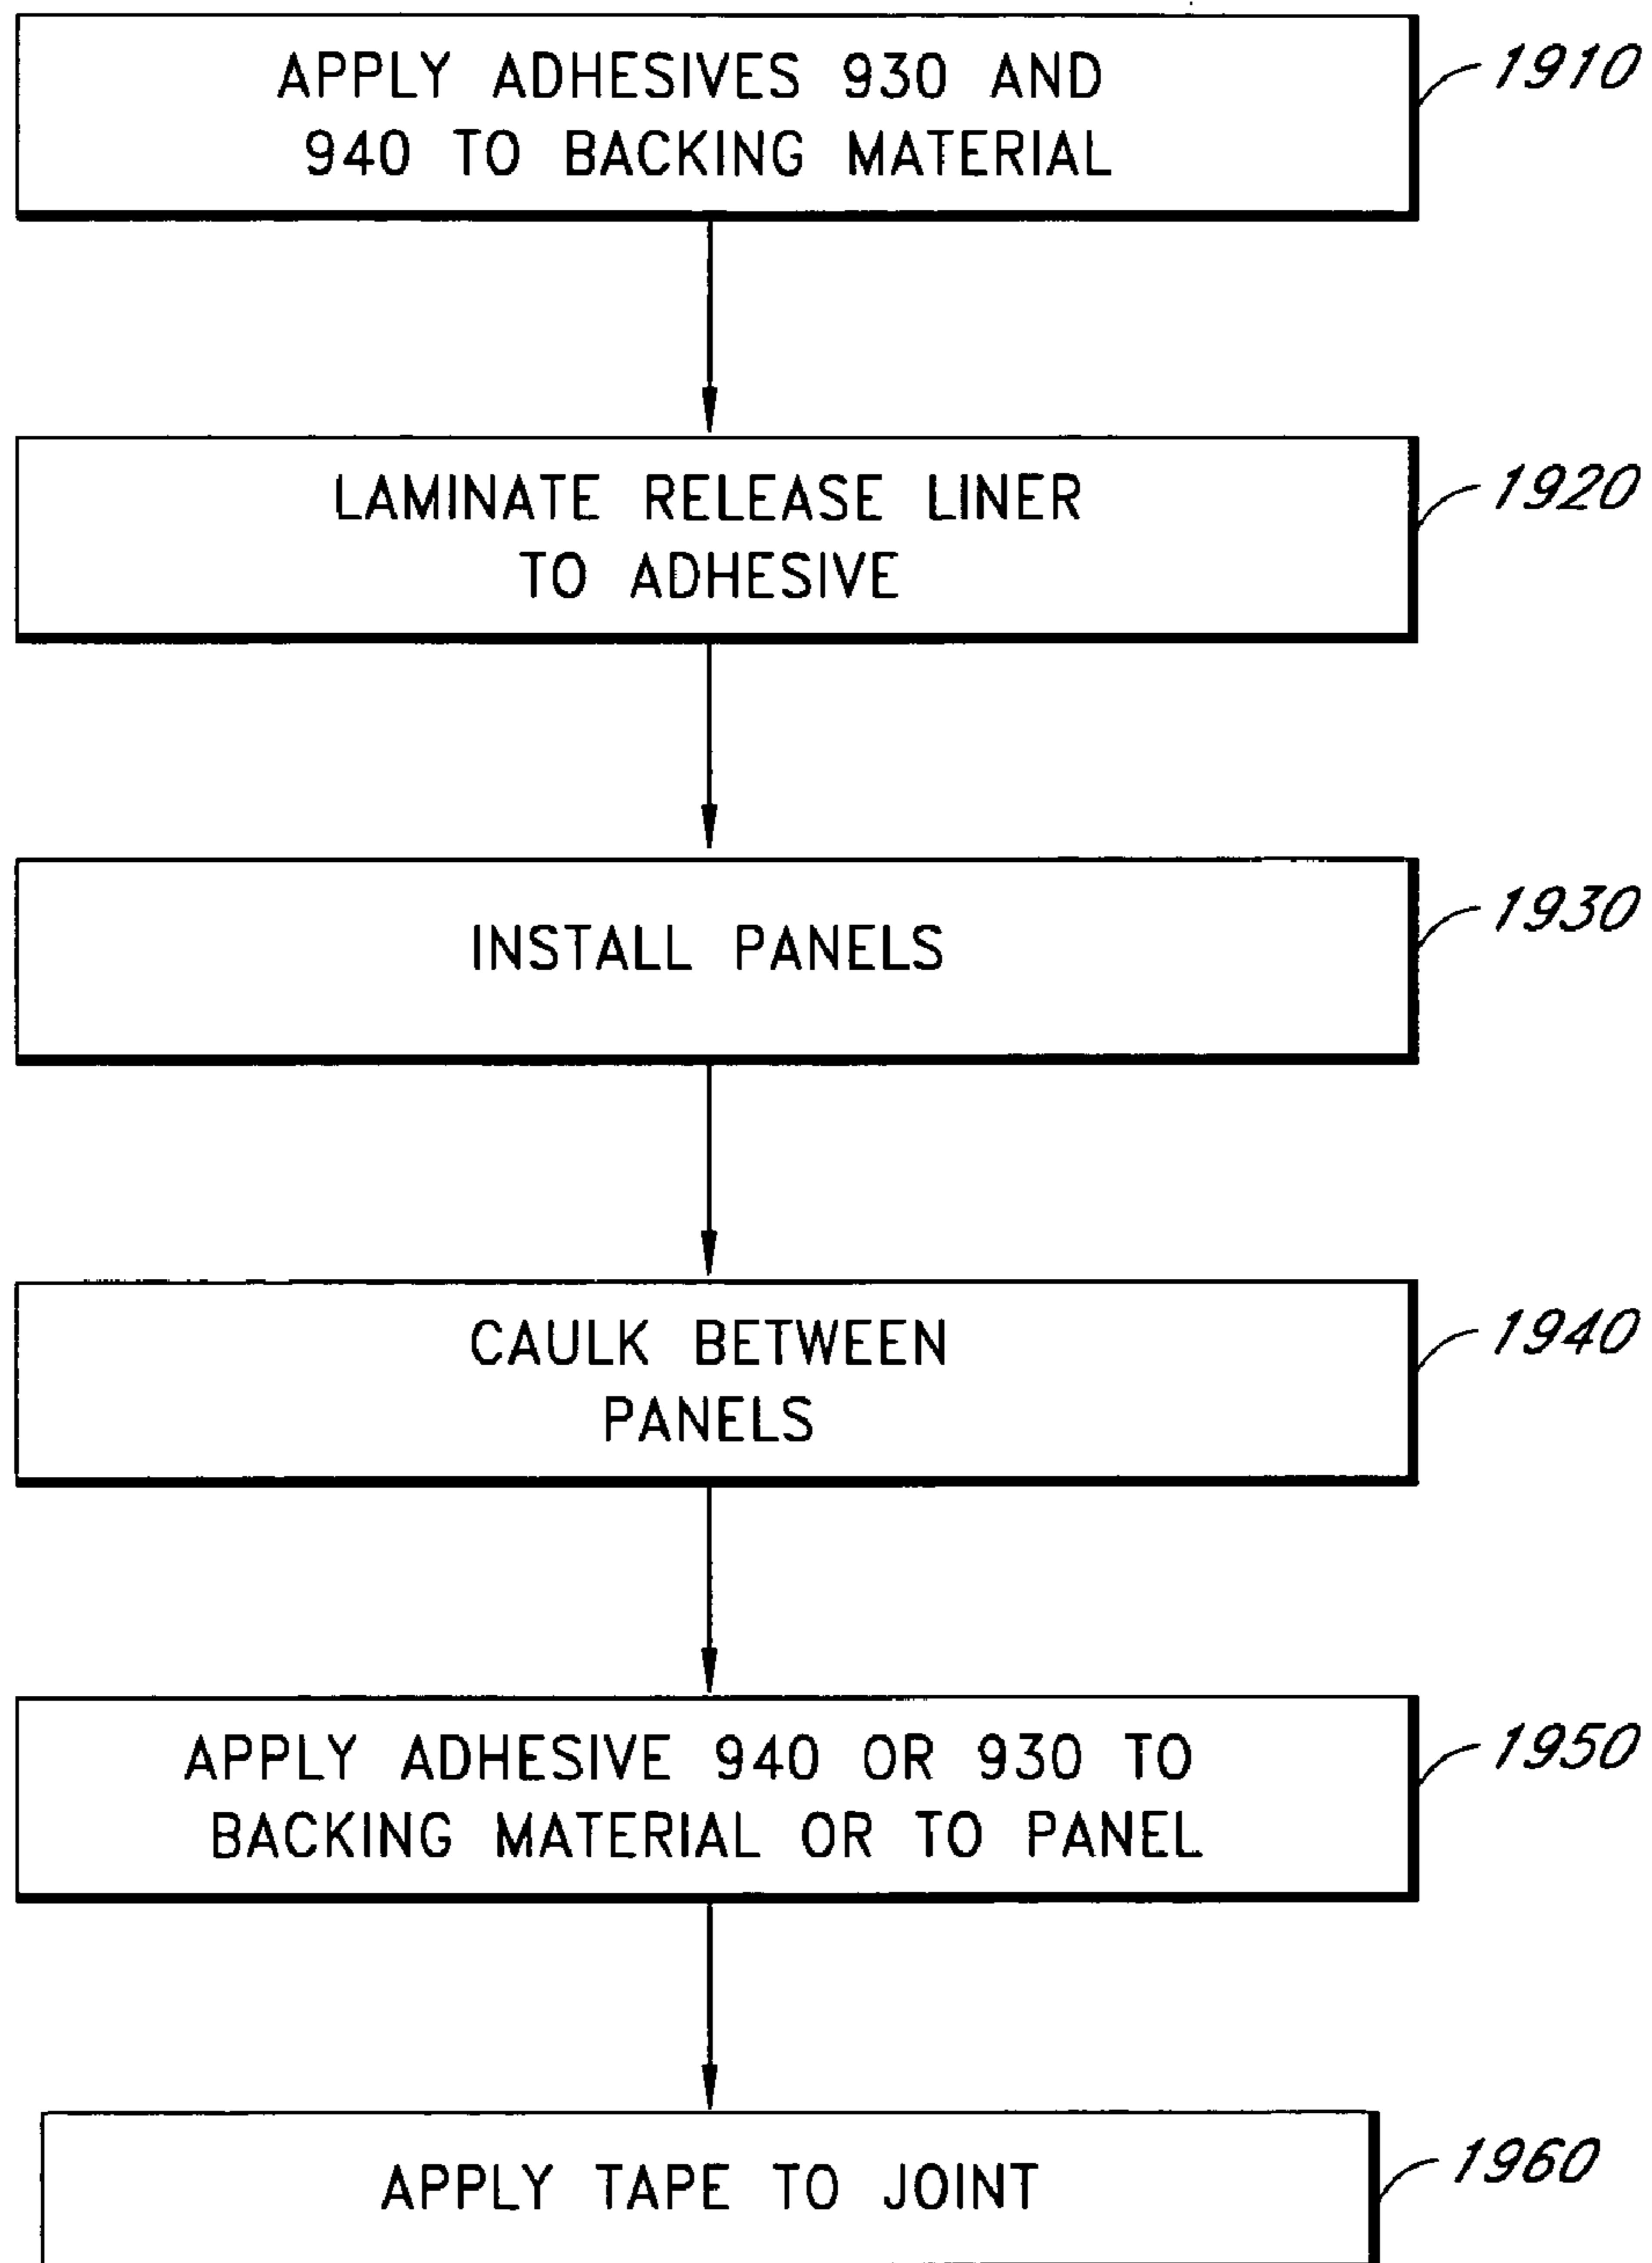 APPLY ADHESIVES 930 AND
940 TO BACKING MATERIAL
1910
LAMINATE RELEASE LINER
TO ADHESIVE
1920
INSTALL PANELS
1930
CAULK BETWEEN
PANELS
1940
APPLY ADHESIVE 940 OR 930 TO
BACKING MATERIAL OR TO PANEL
1950
APPLY TAPE TO JOINT
1960